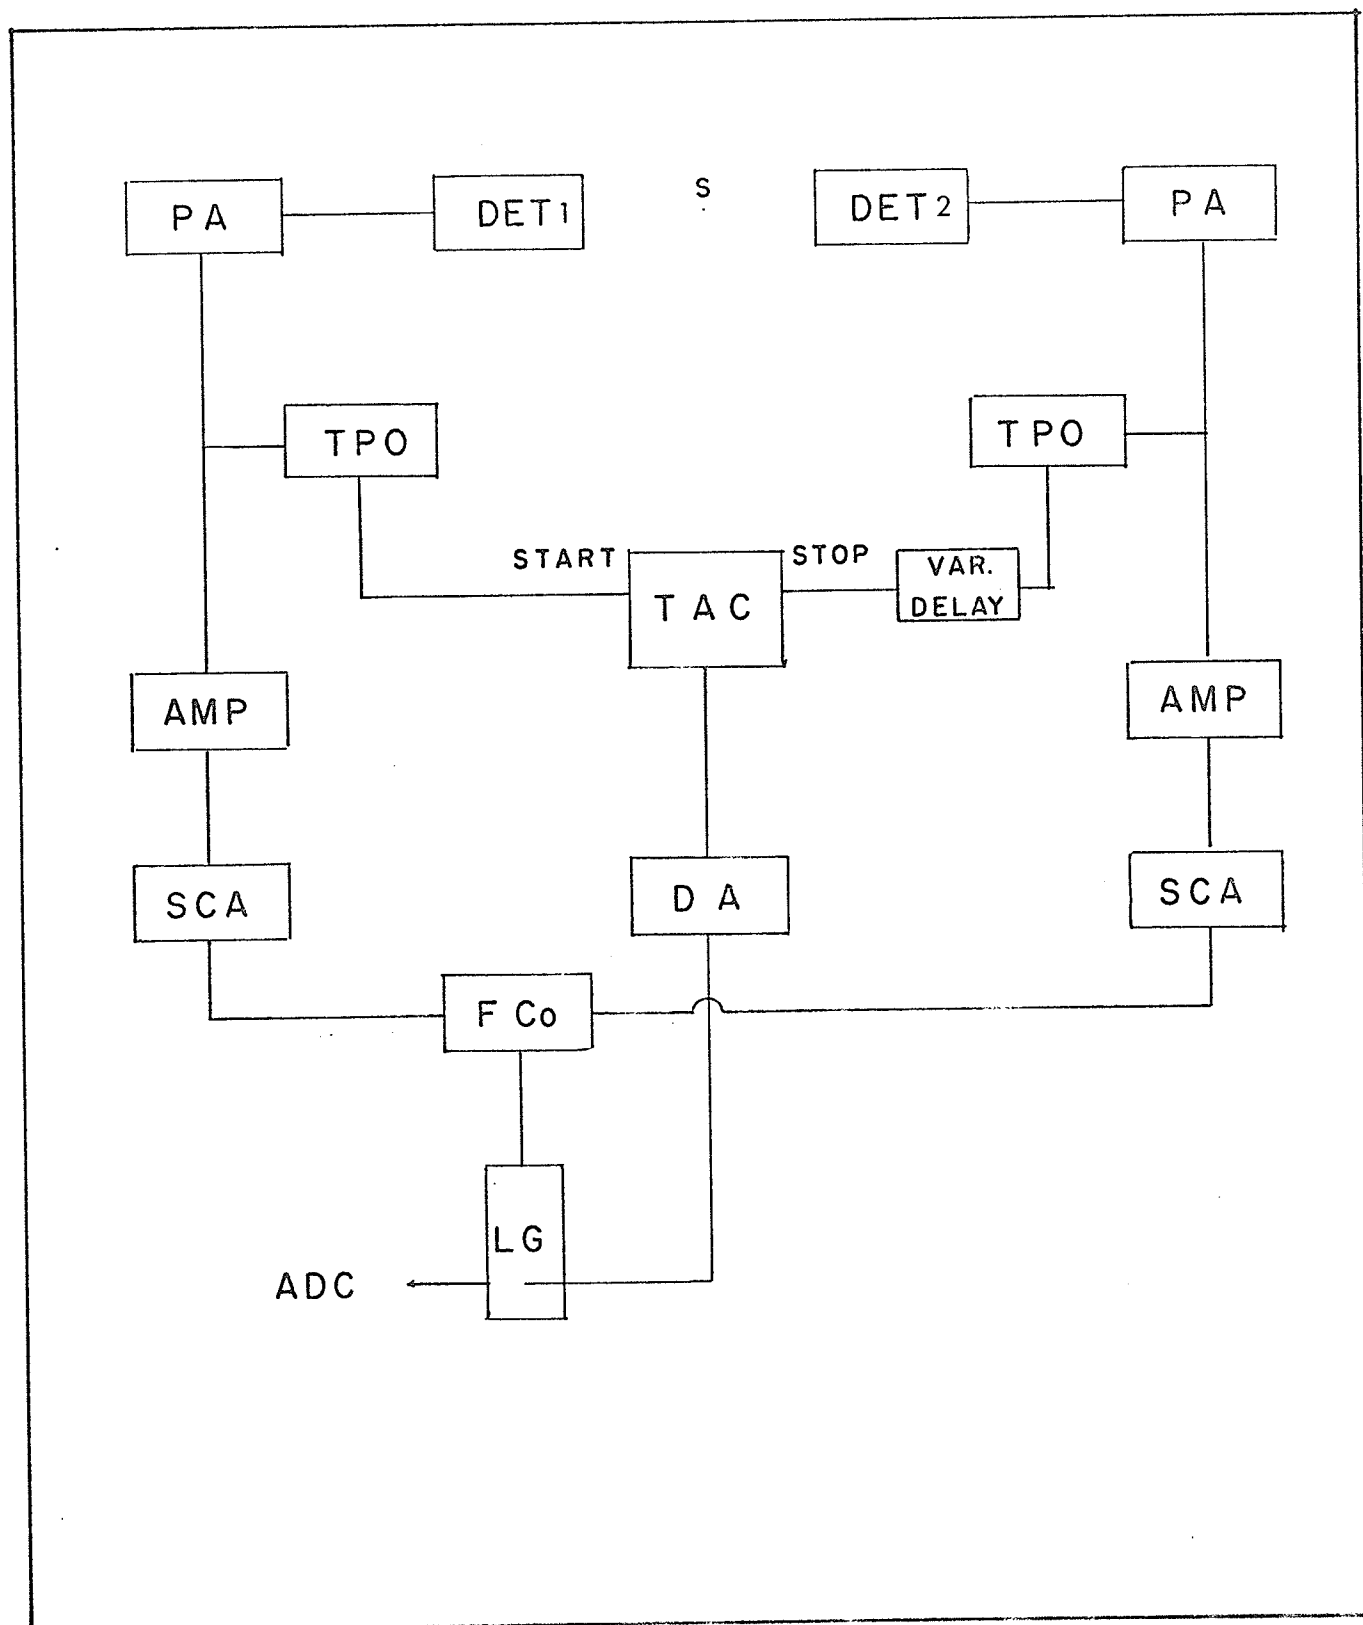 PA
DET1
S
DET2
PA
TPO
TPO
START
TAC
STOP
VAR.
DELAY
AMP
AMP
SCA
DA
SCA
F Co
LG
ADC